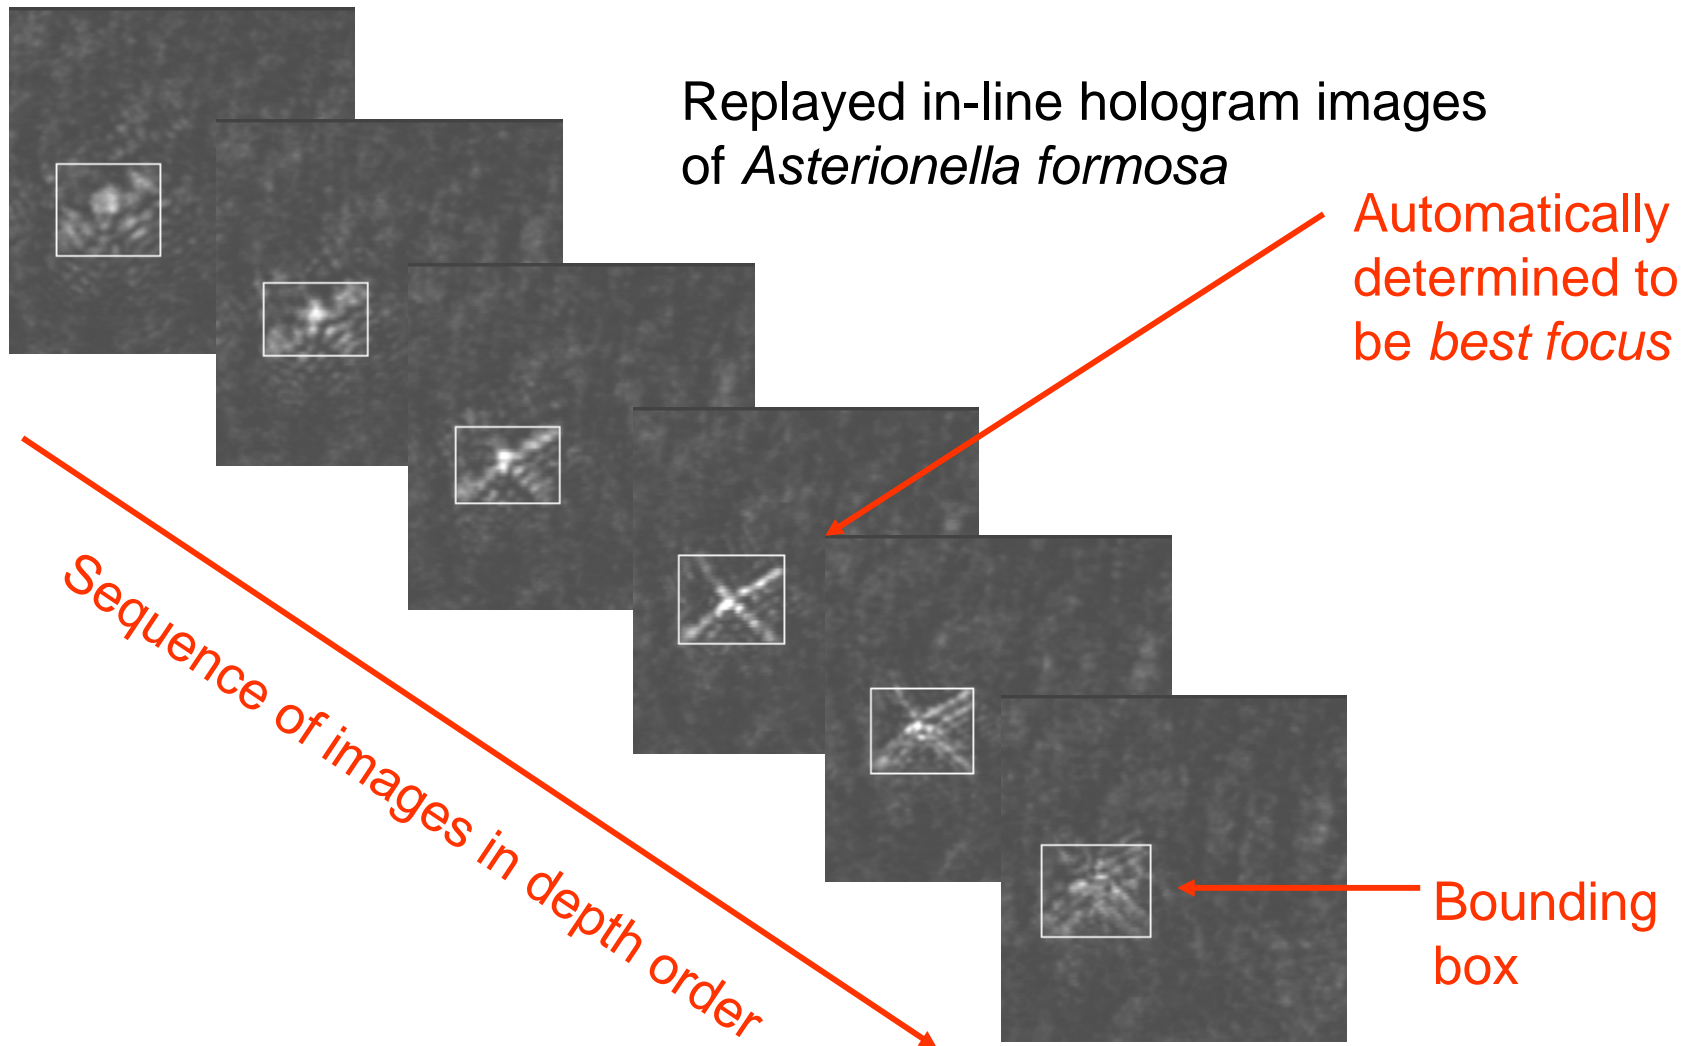 Replayed in-line hologram images
of Asterionella formosa
Automatically
determined to
be best focus
Sequence of images in depth order
Bounding
box